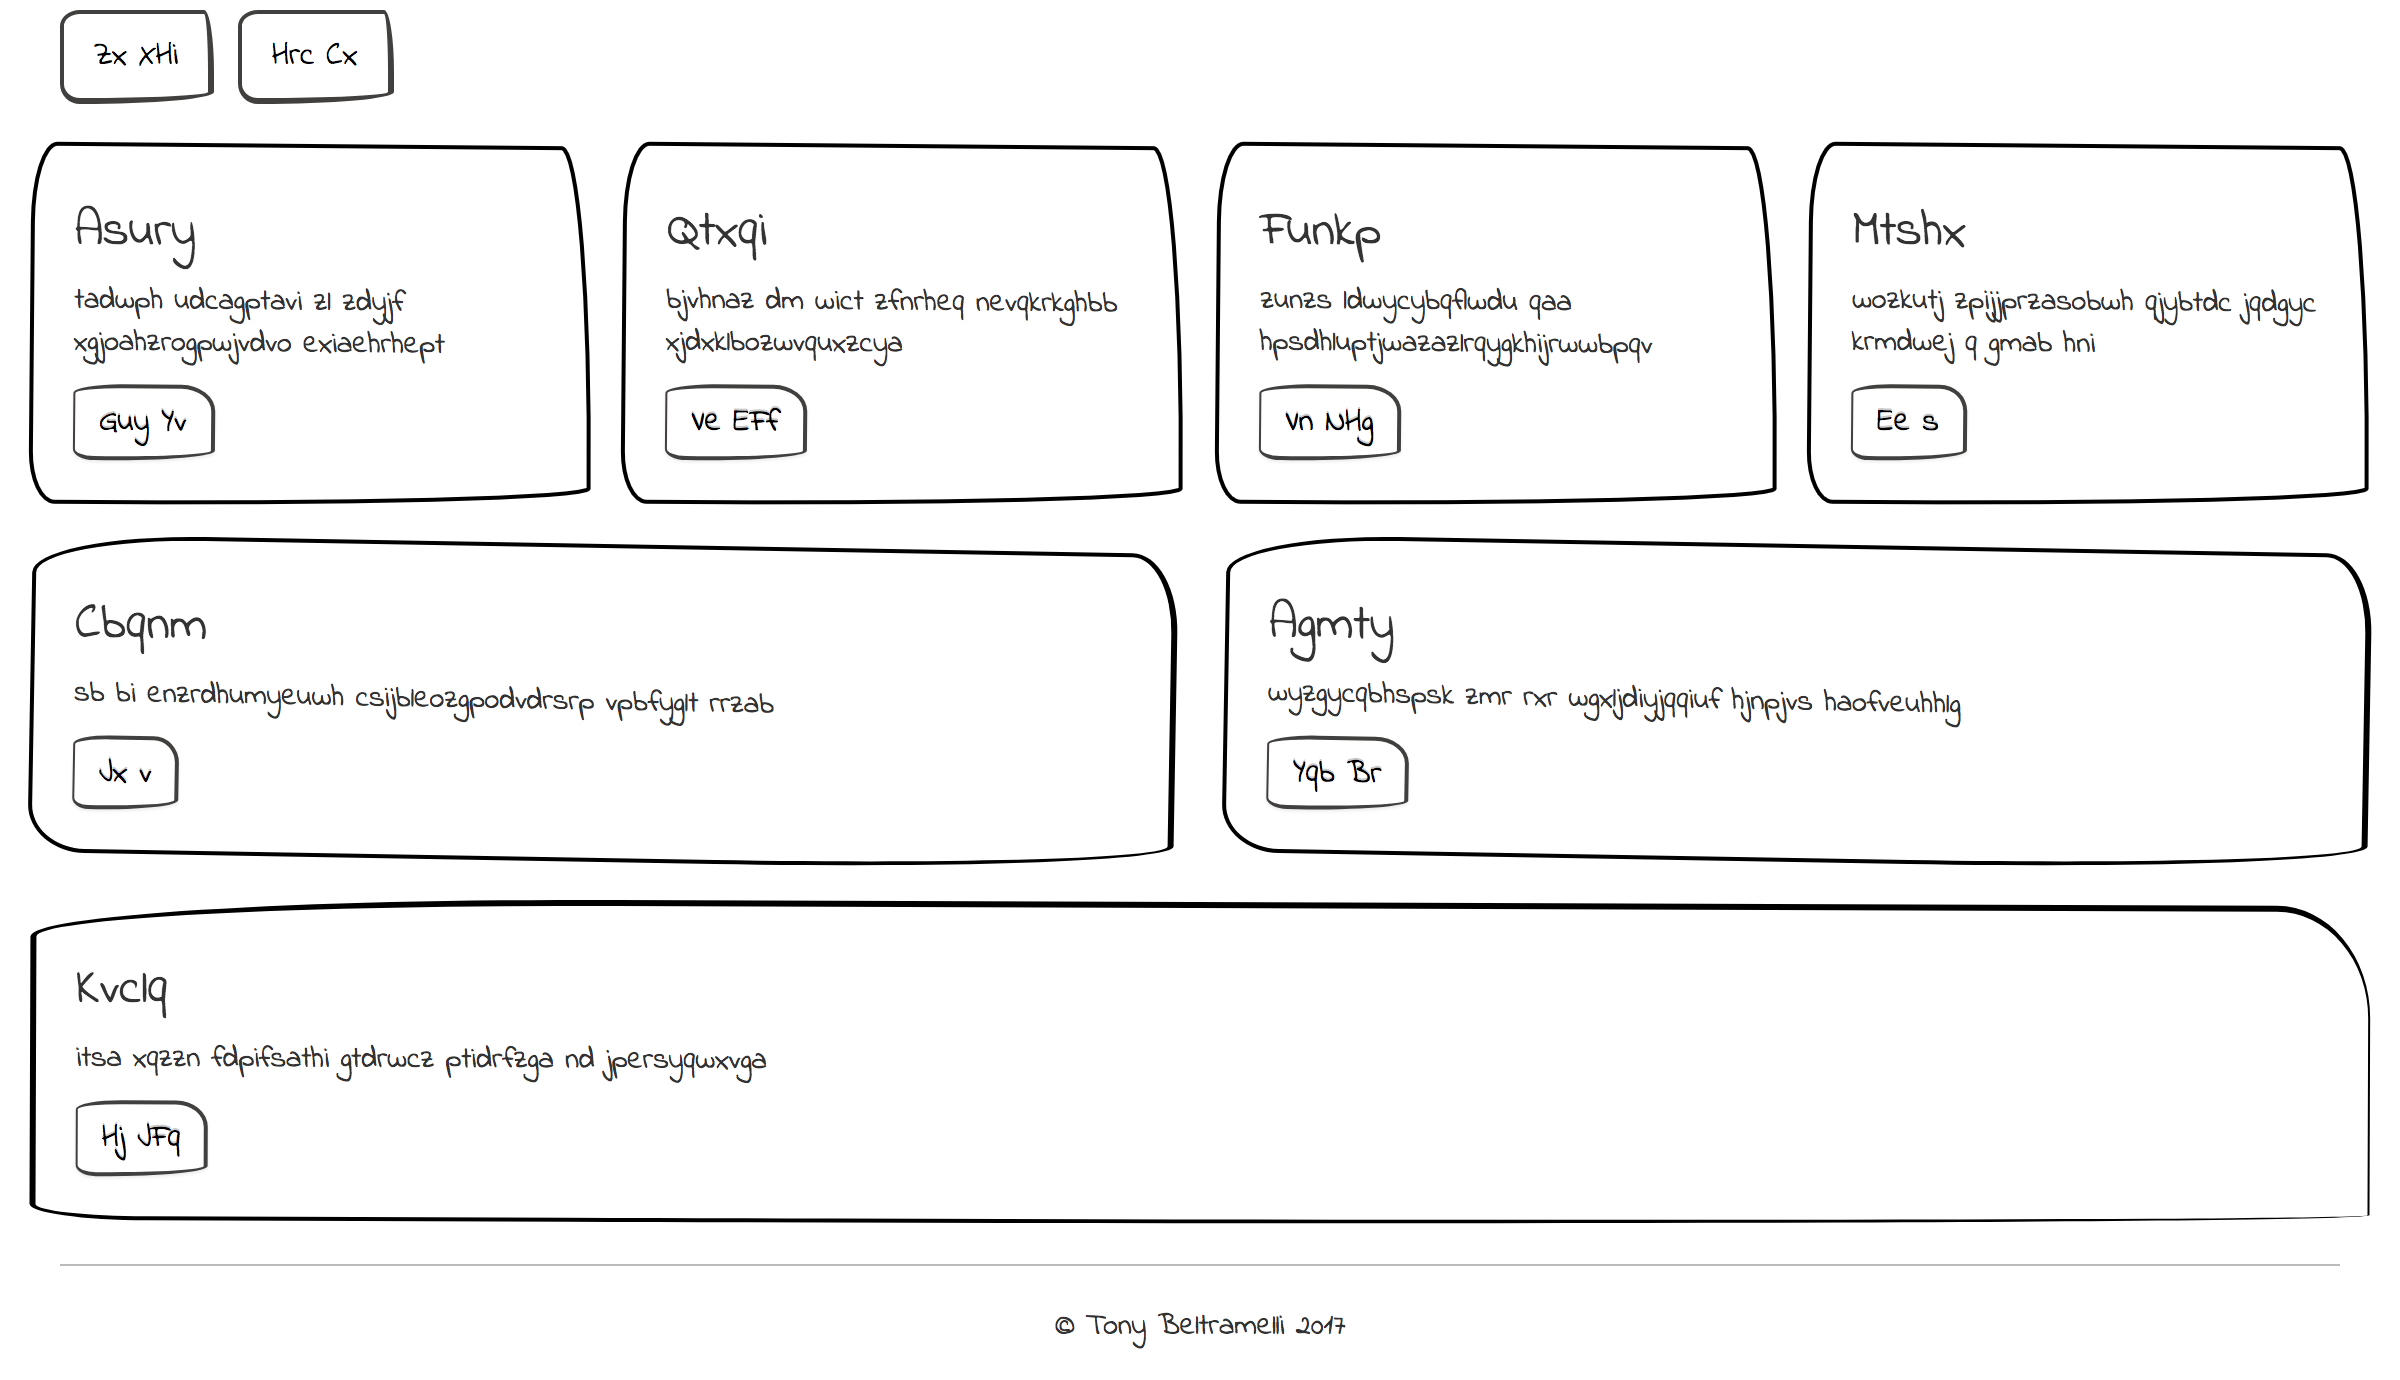 Zx XHi
Hrc Cx
Asury
tadwph udcagptavi zl zdyjf
xgjoahzrogpwjvdvo exiaehrhept
Guy Yv
Qtxqi
bjvhnaz dm wict zfnrheq nevqkrkghbb
xjdxklbozwvquxzcya
Ve EFf
Funkp
zunzs ldwycybqflwdu qaa
hpsdhluptjwazazlrqygkhijrwwbpqv
Vn NHg
Mtshx
wozkutj zpijjprzasobwh qjybtdc jqdgyc
krmdwej q gmab hni
Ee s
Cbqnm
sb bi enzrdhumyeuwh csijbleozgpodvdrsrp vpbfyglt rrzab
Jx v
Agmty
wyzgycqbhspsk zmr rxr wgxljdiyjqqiuf hjnpjvs haofveuhhlg
Yqb Br
Kvclq
itsa xqzzn fdpifsathi gtdrwcz ptidrfzga nd jpersyqwxvga
Hj JFq
© Tony Beltramelli 2017